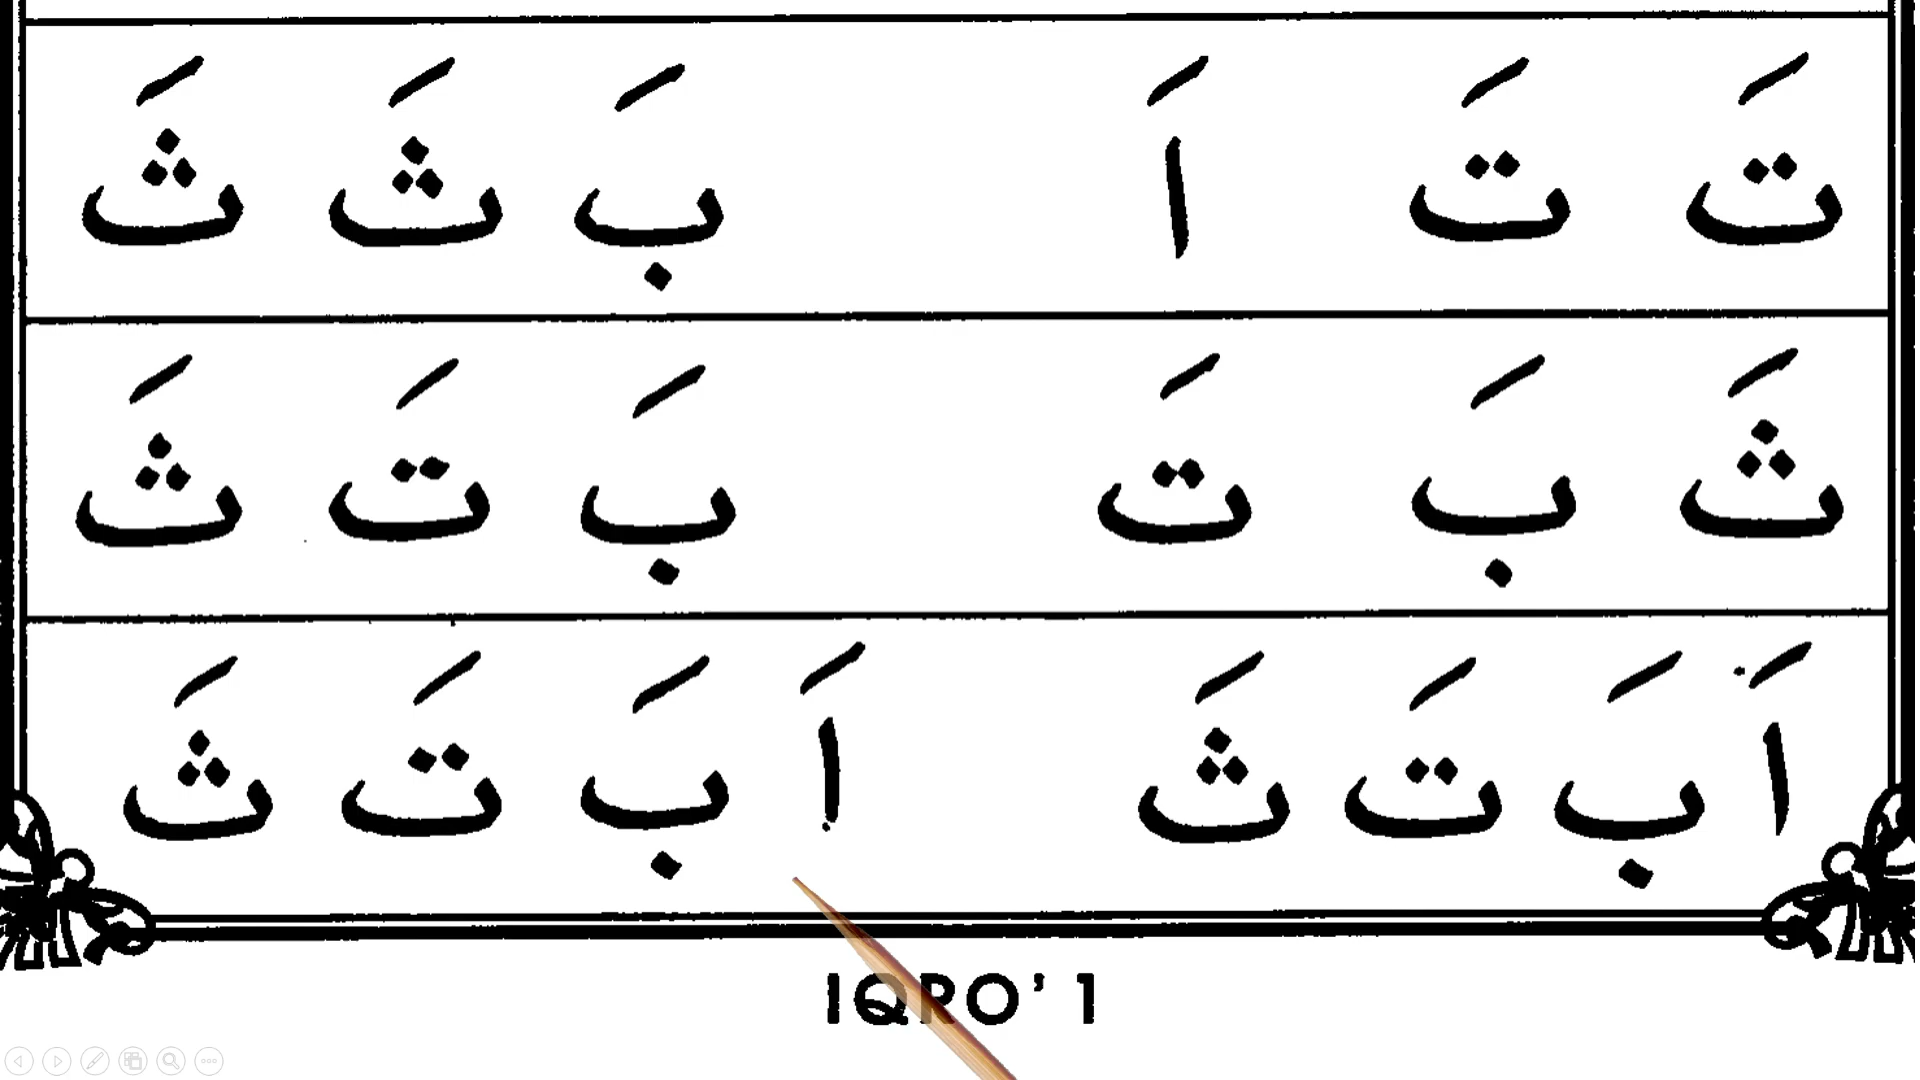 تَ تَ اَ بَ ثَ ثَ
ثَ بَ تَ بَ تَ ثَ
اَ بَ تَ ثَ اَ بَ تَ ثَ
IQRO’ 1